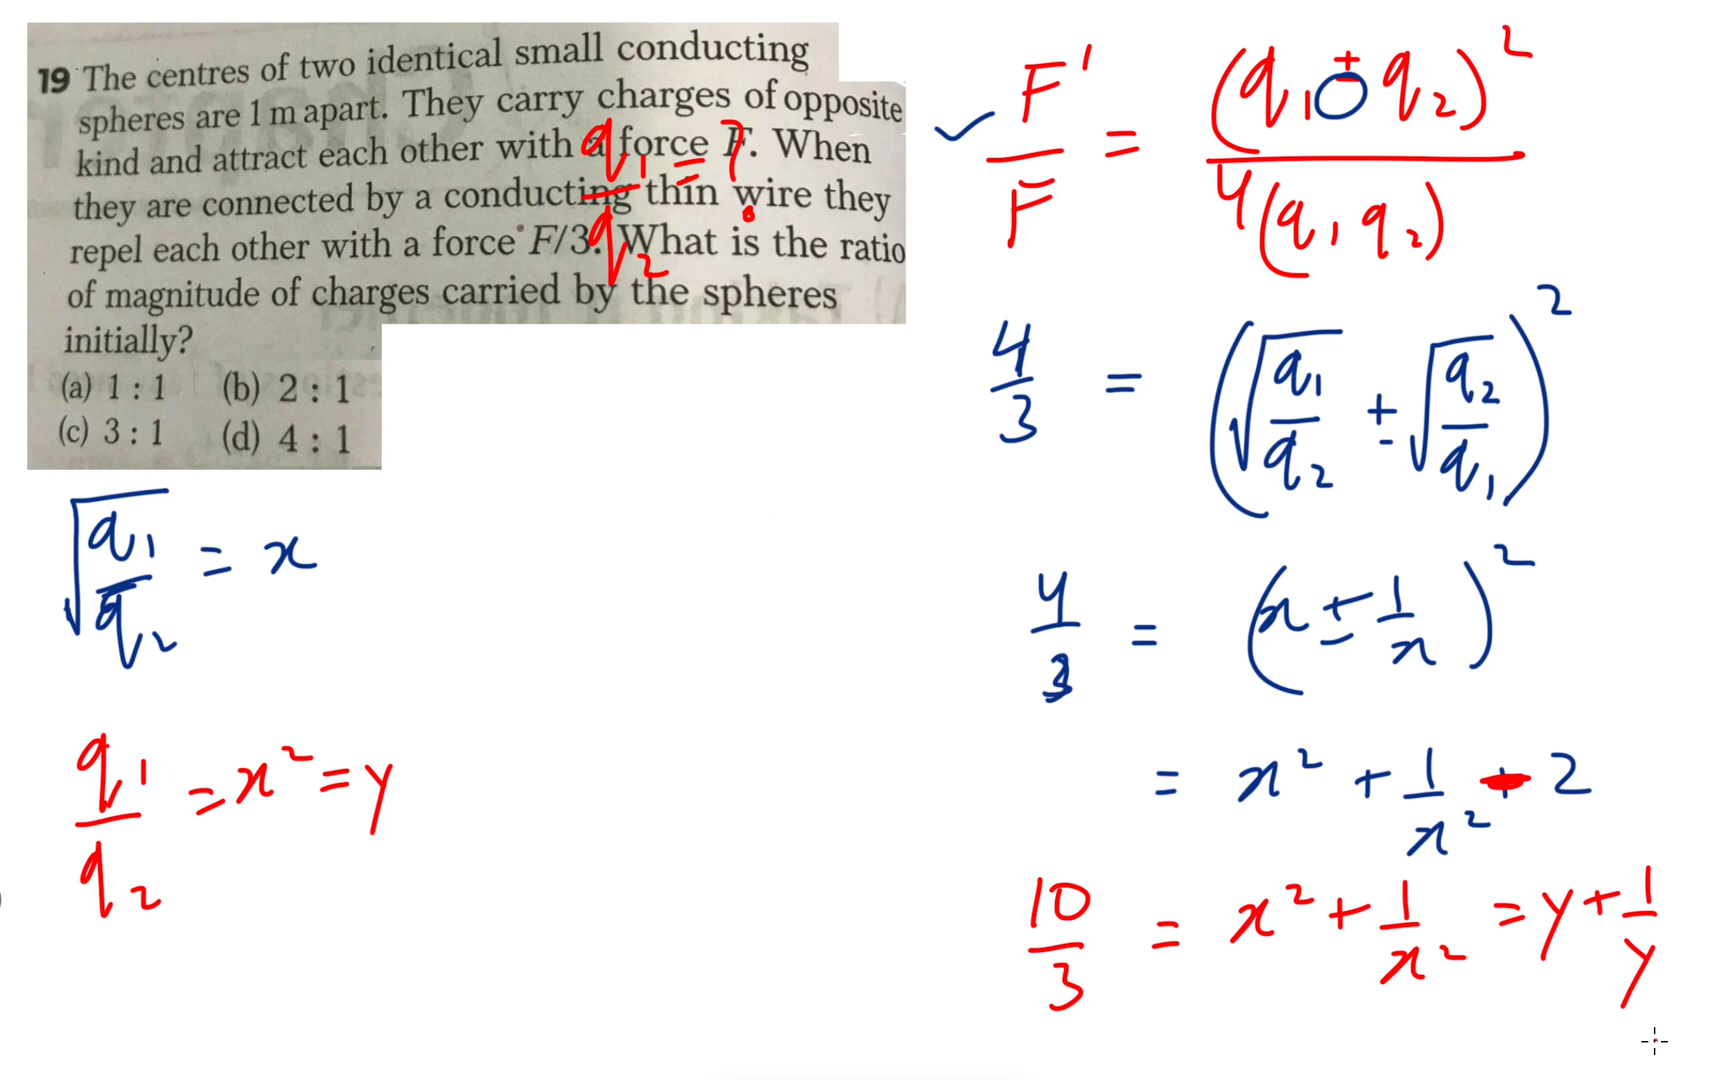 19 The centres of two identical small conducting
spheres are 1 m apart. They carry charges of opposite
kind and attract each other with a force F. When
they are connected by a conducting thin wire they
repel each other with a force F/3. What is the ratio
of magnitude of charges carried by the spheres
initially?
(a) 1 : 1 (b) 2 : 1
(c) 3 : 1 (d) 4 : 1
q₁/q₂ = ?
√(q₁/q₂) = x
q₁/q₂ = x² = y
✓ F'/F = (q₁ ± q₂)²/4(q₁q₂)
4/3 = (√(q₁/q₂) ± √(q₂/q₁))²
4/3 = (x ± 1/x)²
= x² + 1/x² - 2
10/3 = x² + 1/x² = y + 1/y